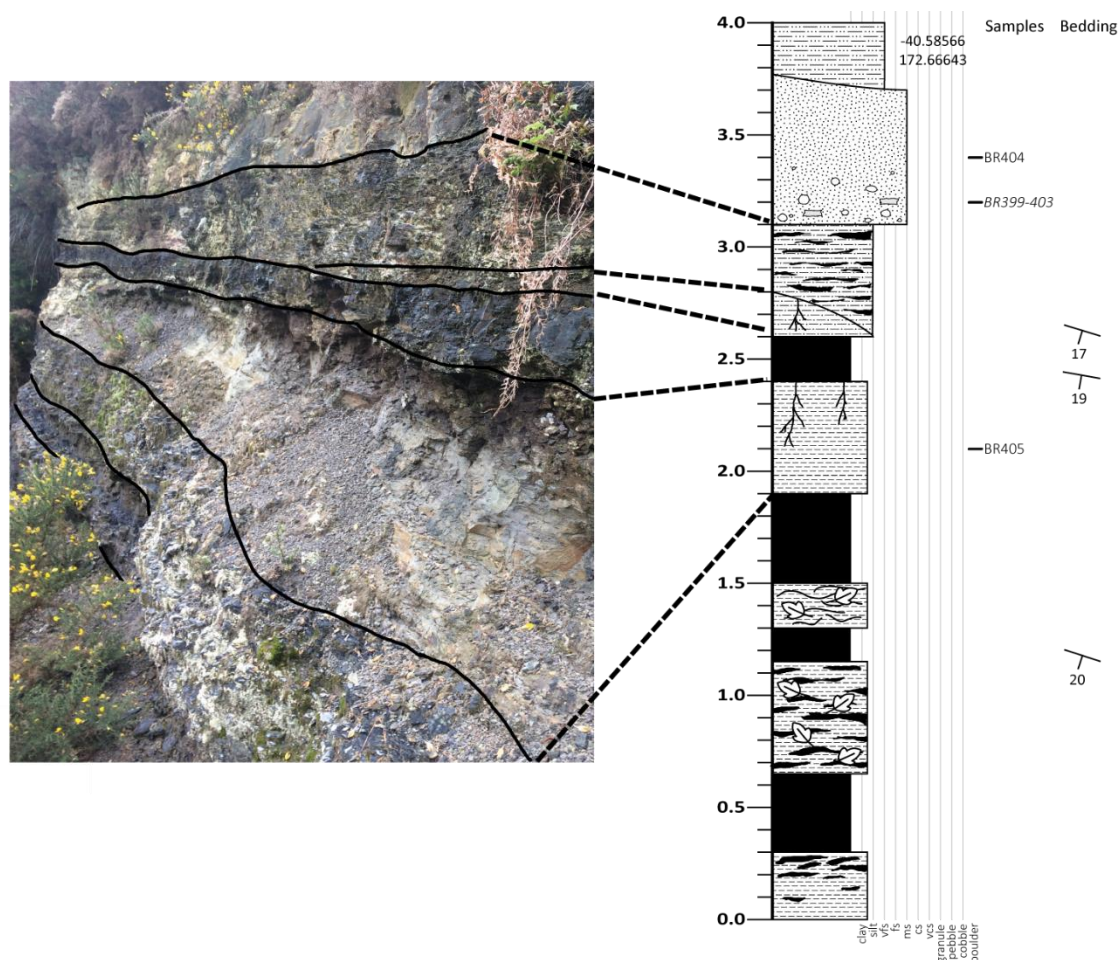 Samples Bedding
4.0
-40.58566
172.66643
3.5
BR404
BR399-403
3.0
17
2.5
19
BR405
2.0
1.5
20
1.0
0.5
0.0
clay
silt
vfs
fs
ms
cs
vcs
granule
pebble
cobble
boulder